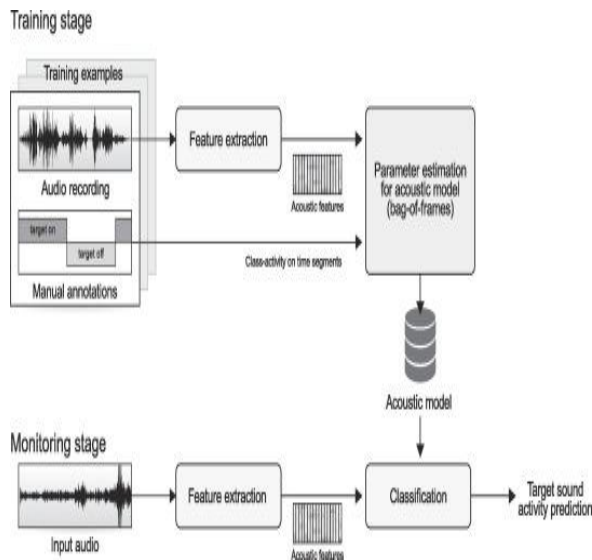 Training stage
Training examples
Audio recording
target on
target off
Manual annotations
Feature extraction
Acoustic features
Class-activity on time segments
Parameter estimation
for acoustic model
(bag-of-frames)
Acoustic model
Monitoring stage
Input audio
Feature extraction
Acoustic features
Classification
Target sound
activity prediction